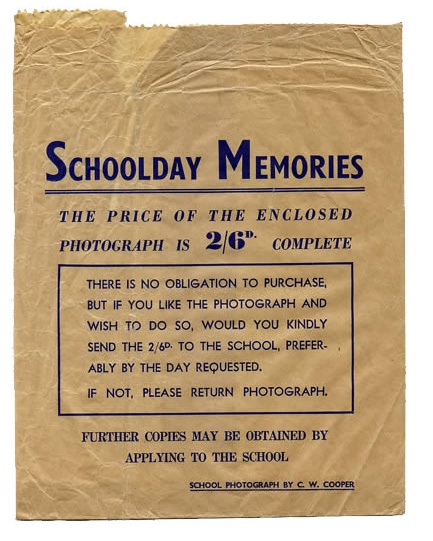 SCHOOLDAY MEMORIES
THE PRICE OF THE ENCLOSED
PHOTOGRAPH IS 2/6D. COMPLETE
THERE IS NO OBLIGATION TO PURCHASE,
BUT IF YOU LIKE THE PHOTOGRAPH AND
WISH TO DO SO, WOULD YOU KINDLY
SEND THE 2/6D. TO THE SCHOOL, PREFER-
ABLY BY THE DAY REQUESTED.
IF NOT, PLEASE RETURN PHOTOGRAPH.
FURTHER COPIES MAY BE OBTAINED BY
APPLYING TO THE SCHOOL
SCHOOL PHOTOGRAPH BY C. W. COOPER